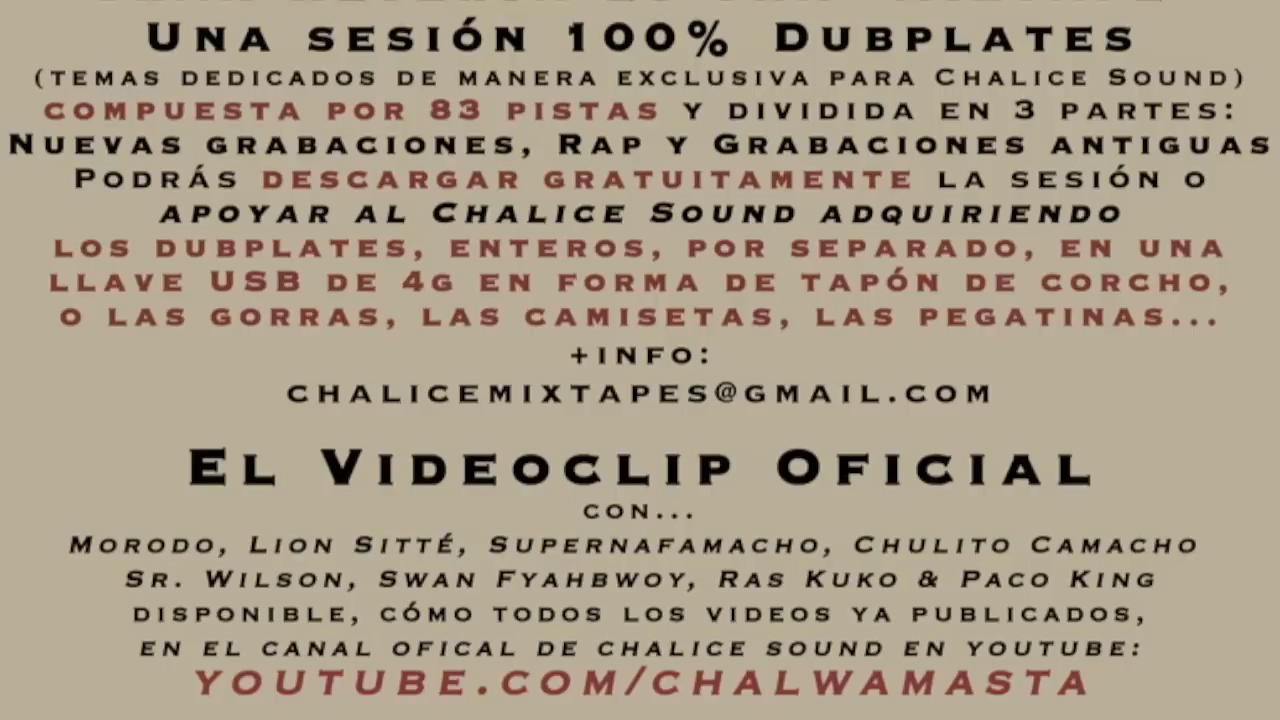 Una sesión 100% Dubplates
(temas dedicados de manera exclusiva para Chalice Sound)
compuesta por 83 pistas y dividida en 3 partes:
Nuevas grabaciones, Rap y Grabaciones antiguas
Podrás descargar gratuitamente la sesión o
apoyar al Chalice Sound adquiriendo
los dubplates, enteros, por separado, en una
llave USB de 4g en forma de tapón de corcho,
o las gorras, las camisetas, las pegatinas...
+info:
chalicemixtapes@gmail.com
El Videoclip Oficial
con...
Morodo, Lion Sitté, Supernafamacho, Chulito Camacho
Sr. Wilson, Swan Fyahbwoy, Ras Kuko & Paco King
disponible, cómo todos los videos ya publicados,
en el canal ofical de chalice sound en youtube:
youtube.com/chalwamasta